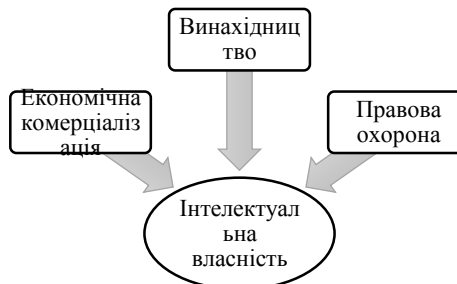 Винахідниц
тво
Економічна
комерціаліз
ація
Правова
охорона
Інтелектуал
ьна
власність